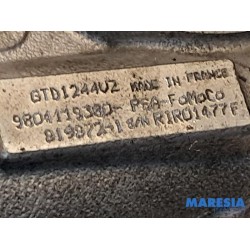 GTD1244VZ MADE IN FRANCE
9804119380- PSA-FoMoCo
819872-1 S/N R1R01477F
MARESIA